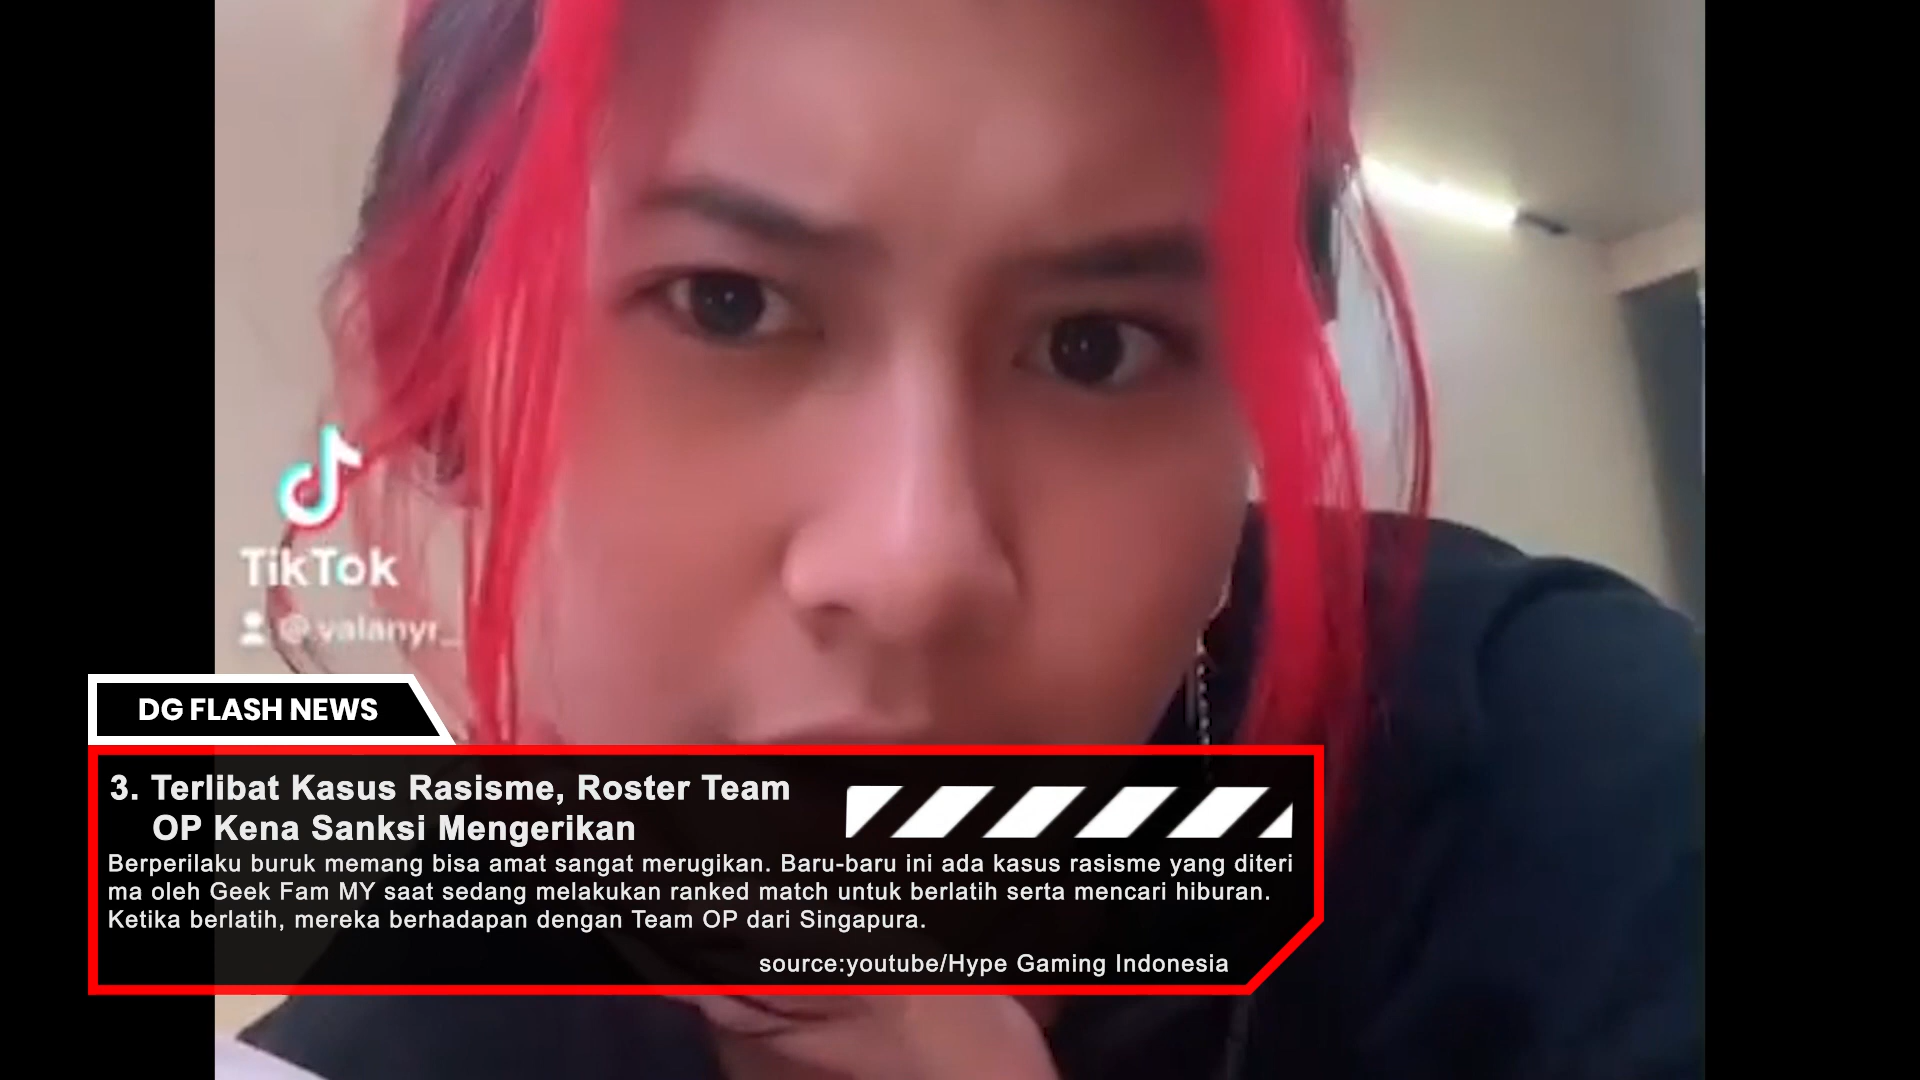 TikTok
@valanyr_
DG FLASH NEWS
3. Terlibat Kasus Rasisme, Roster Team
OP Kena Sanksi Mengerikan
Berperilaku buruk memang bisa amat sangat merugikan. Baru-baru ini ada kasus rasisme yang diteri
ma oleh Geek Fam MY saat sedang melakukan ranked match untuk berlatih serta mencari hiburan.
Ketika berlatih, mereka berhadapan dengan Team OP dari Singapura.
source:youtube/Hype Gaming Indonesia